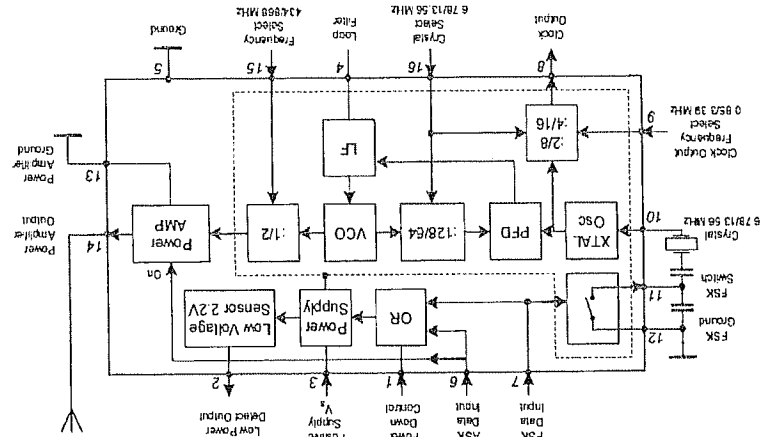 FSK
Data
Input
ASK
Data
Input
Power
Down
Control
Supply
Vs
Low Power
Detect Output
7
6
1
3
2
FSK
Ground
12
FSK
Switch
11
Crystal
6.78/13.56 MHz
10
OR
Power
Supply
Low Voltage
Sensor 2.2V
On
XTAL
Osc
PFD
:128/64
VCO
:1/2
Power
AMP
14
Power
Amplifier
Output
13
Power
Amplifier
Ground
Clock Output
Frequency
Select
0.85/3.39 MHz
9
:2/8
:4/16
LF
8
16
4
15
5
Clock
Output
Crystal
Select
6.78/13.56 MHz
Loop
Filter
Frequency
Select
434/868 MHz
Ground